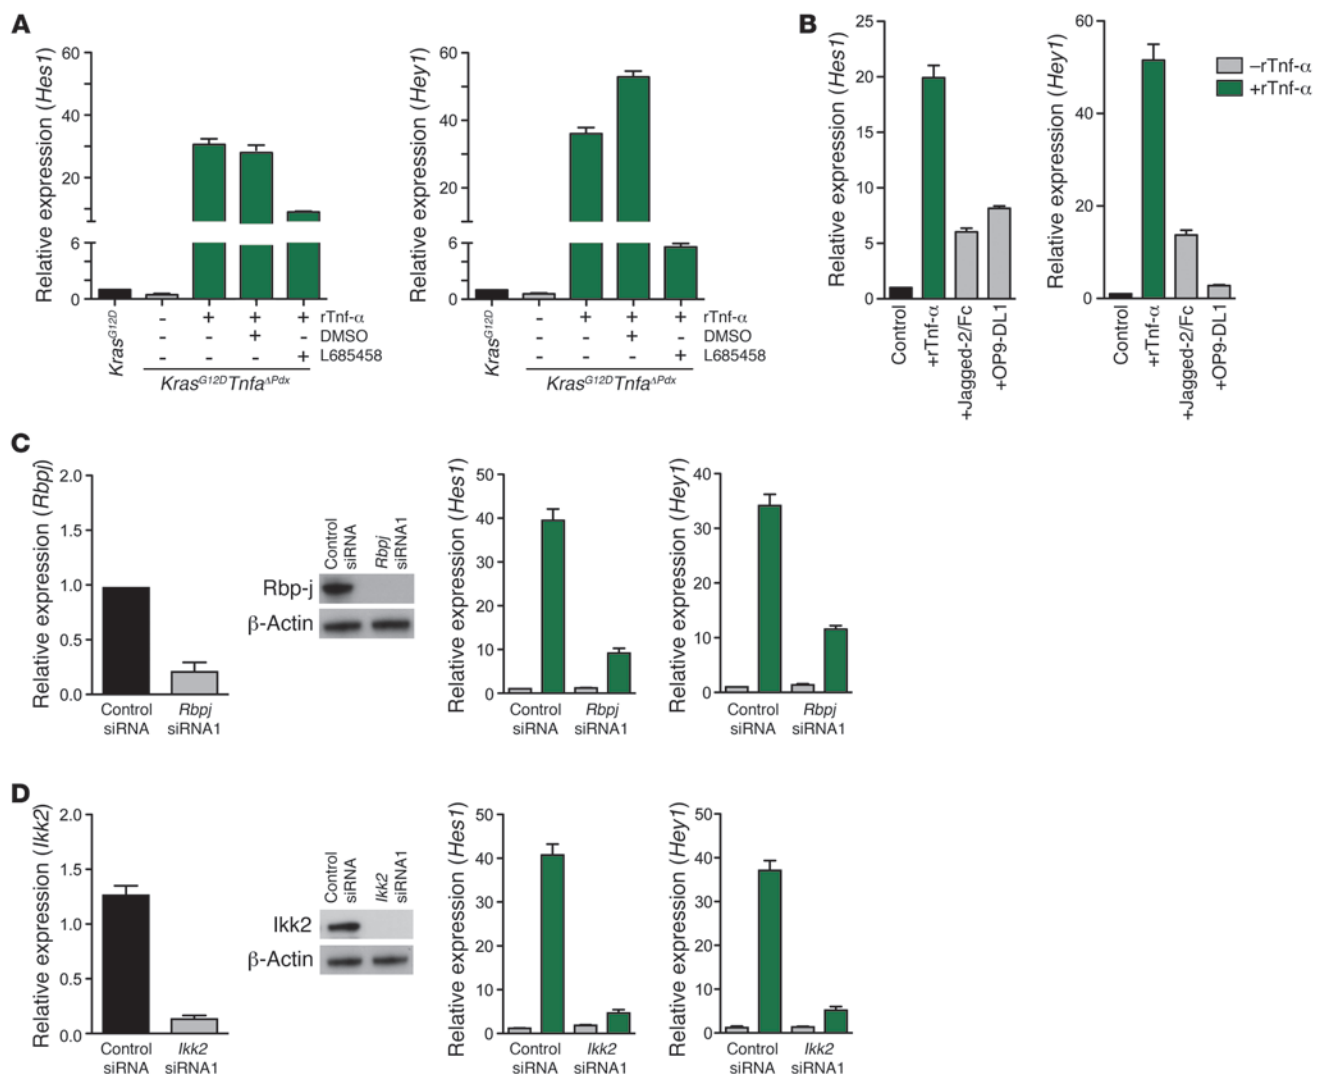 A
Relative expression (Hes1)
60
40
20
6
0
Kras^G12D
- + + + rTnf-α
- - + DMSO
- - + L685458
Kras^G12D Tnfa^ΔPdx
Relative expression (Hey1)
60
40
20
6
0
Kras^G12D
- + + + rTnf-α
- - + DMSO
- - + L685458
Kras^G12D Tnfa^ΔPdx
B
Relative expression (Hes1)
25
20
15
10
5
0
Control
+rTnf-α
+Jagged-2/Fc
+OP9-DL1
Relative expression (Hey1)
60
40
20
0
Control
+rTnf-α
+Jagged-2/Fc
+OP9-DL1
–rTnf-α
+rTnf-α
C
Relative expression (Rbpj)
2.0
1.5
1.0
0.5
0.0
Control
siRNA
Rbpj
siRNA1
Control
siRNA
Rbpj
siRNA1
Rbp-j
β-Actin
Relative expression (Hes1)
50
40
30
20
10
0
Control
siRNA
Rbpj
siRNA1
Relative expression (Hey1)
40
30
20
10
0
Control
siRNA
Rbpj
siRNA1
D
Relative expression (Ikk2)
2.0
1.5
1.0
0.5
0.0
Control
siRNA
Ikk2
siRNA1
Control
siRNA
Ikk2
siRNA1
Ikk2
β-Actin
Relative expression (Hes1)
50
40
30
20
10
0
Control
siRNA
Ikk2
siRNA1
Relative expression (Hey1)
50
40
30
20
10
0
Control
siRNA
Ikk2
siRNA1